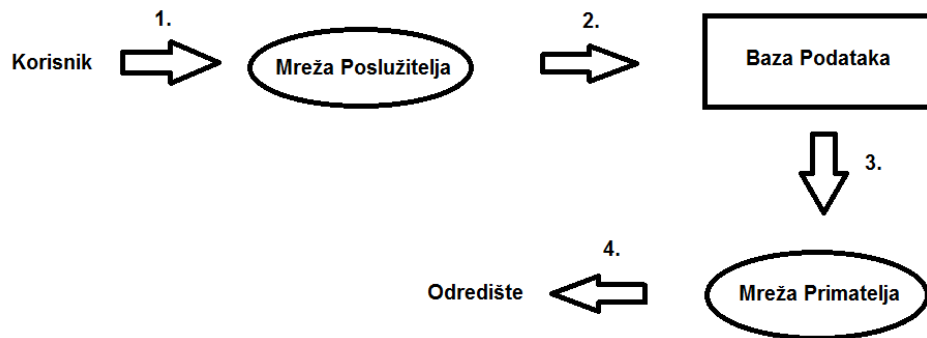 1.
2.
Korisnik
Mreža Poslužitelja
Baza Podataka
3.
4.
Odredište
Mreža Primatelja